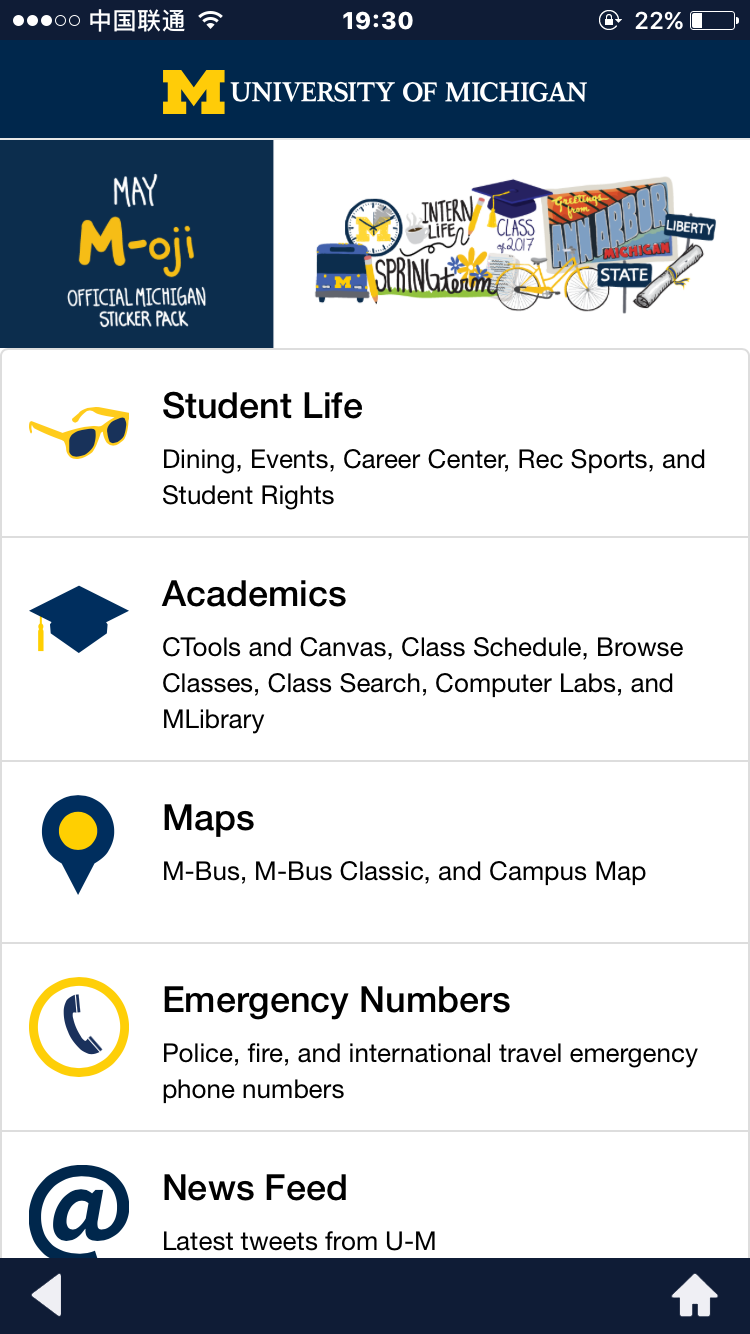 中国联通 19:30 22%
M UNIVERSITY OF MICHIGAN
MAY
M-oji
OFFICIAL MICHIGAN
STICKER PACK
INTERN
LIFE
CLASS
of 2017
Greetings
from
ANN ARBOR
MICHIGAN
LIBERTY
STATE
M
M
SPRING term
Student Life
Dining, Events, Career Center, Rec Sports, and
Student Rights
Academics
CTools and Canvas, Class Schedule, Browse
Classes, Class Search, Computer Labs, and
MLibrary
Maps
M-Bus, M-Bus Classic, and Campus Map
Emergency Numbers
Police, fire, and international travel emergency
phone numbers
@
News Feed
Latest tweets from U-M